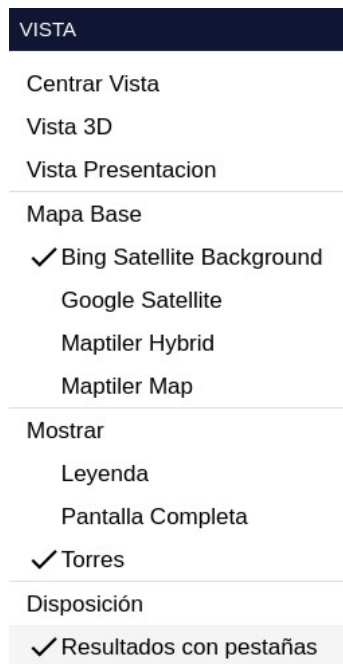 VISTA
Centrar Vista
Vista 3D
Vista Presentacion
Mapa Base
Bing Satellite Background
Google Satellite
Maptiler Hybrid
Maptiler Map
Mostrar
Leyenda
Pantalla Completa
Torres
Disposición
Resultados con pestañas